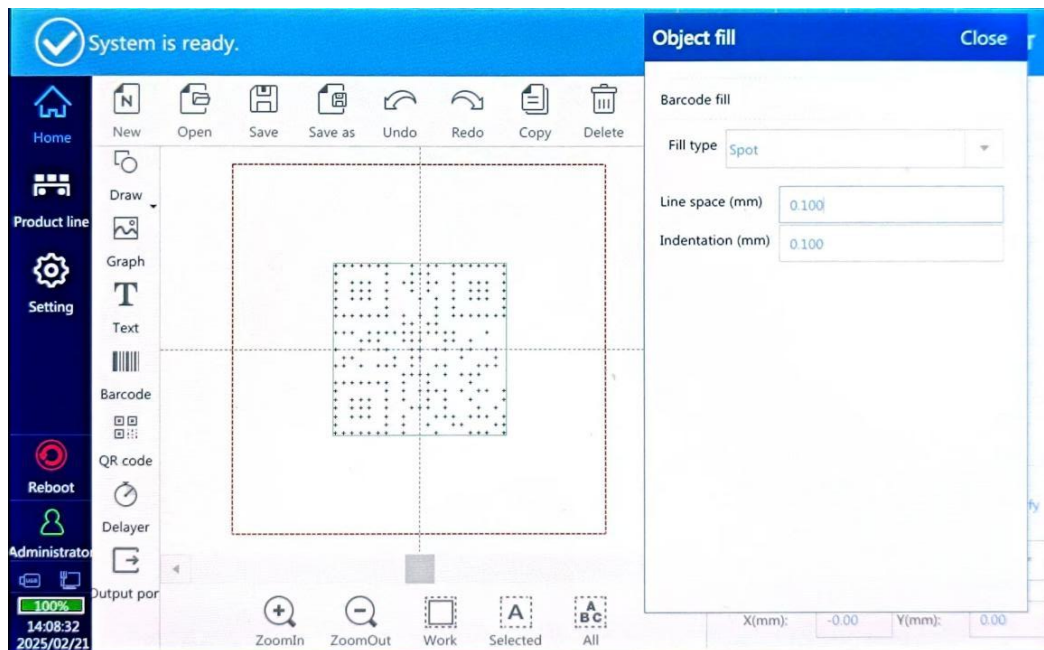 System is ready.
Object fill
Close
Home
Product line
Setting
Reboot
Administrator
100%
14:08:32
2025/02/21
New
Open
Save
Save as
Undo
Redo
Copy
Delete
Draw
Graph
Text
Barcode
QR code
Delayer
Output por
Barcode fill
Fill type
Spot
Line space (mm)
0.100
Indentation (mm)
0.100
ZoomIn
ZoomOut
Work
Selected
All
X(mm):
-0.00
Y(mm):
0.00